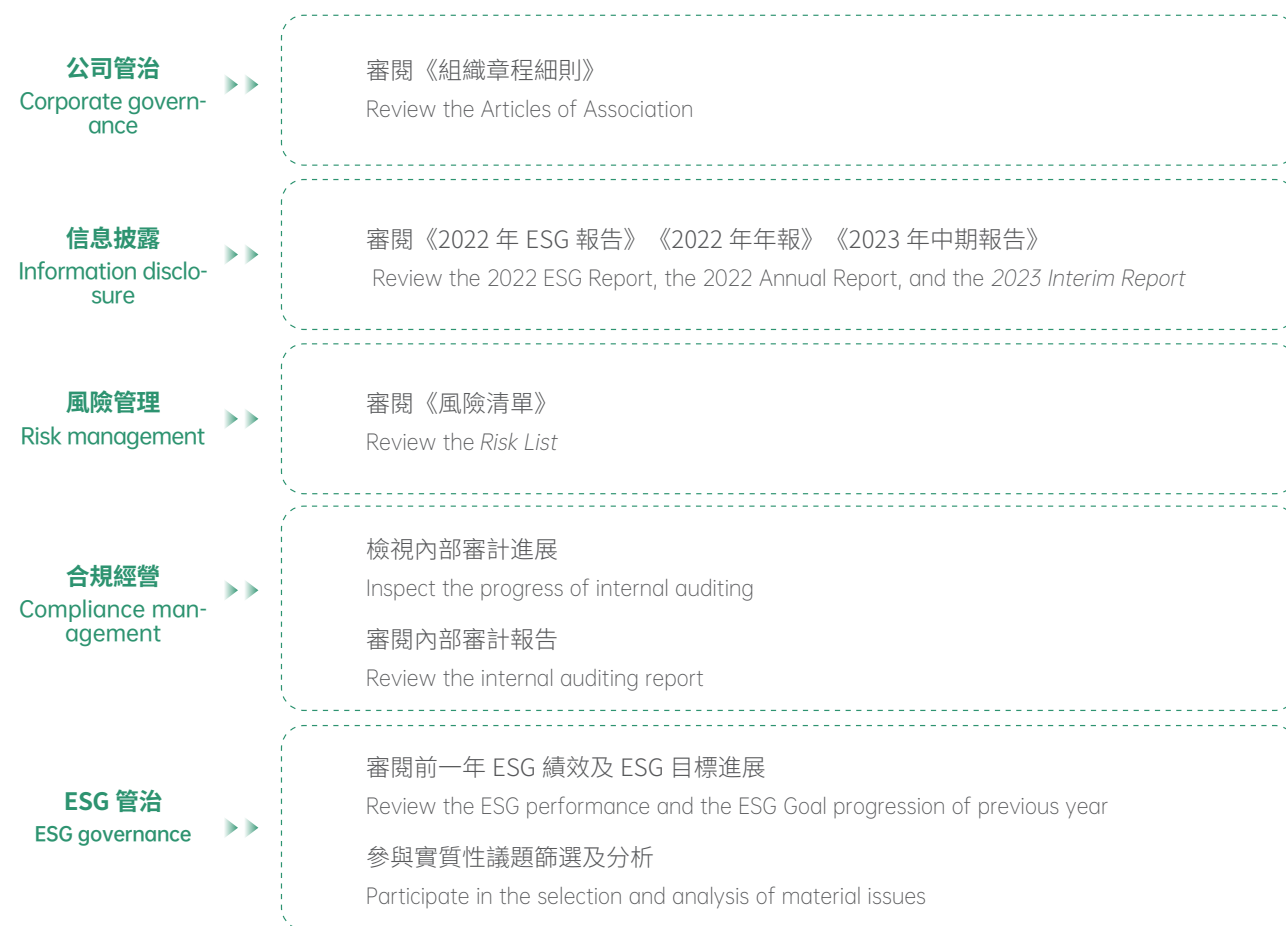 公司管治
Corporate govern-
ance
審閱《組織章程細則》
Review the Articles of Association
信息披露
Information disclo-
sure
審閱《2022 年 ESG 報告》《2022 年年報》《2023 年中期報告》
Review the 2022 ESG Report, the 2022 Annual Report, and the 2023 Interim Report
風險管理
Risk management
審閱《風險清單》
Review the Risk List
合規經營
Compliance man-
agement
檢視內部審計進展
Inspect the progress of internal auditing
審閱內部審計報告
Review the internal auditing report
ESG 管治
ESG governance
審閱前一年 ESG 績效及 ESG 目標進展
Review the ESG performance and the ESG Goal progression of previous year
參與實質性議題篩選及分析
Participate in the selection and analysis of material issues